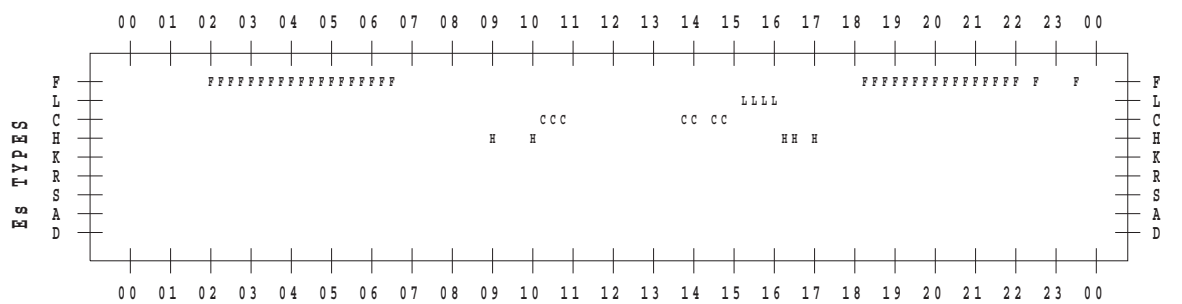 00 01 02 03 04 05 06 07 08 09 10 11 12 13 14 15 16 17 18 19 20 21 22 23 00
F FFFFFFFFFFFFFFFFFFF FFFFFFFFFFFFFFFF F F F
L LLLL L
C CCC CC CC C
H H H HH H H
K K
R R
S S
A A
D D
Es TYPES
00 01 02 03 04 05 06 07 08 09 10 11 12 13 14 15 16 17 18 19 20 21 22 23 00